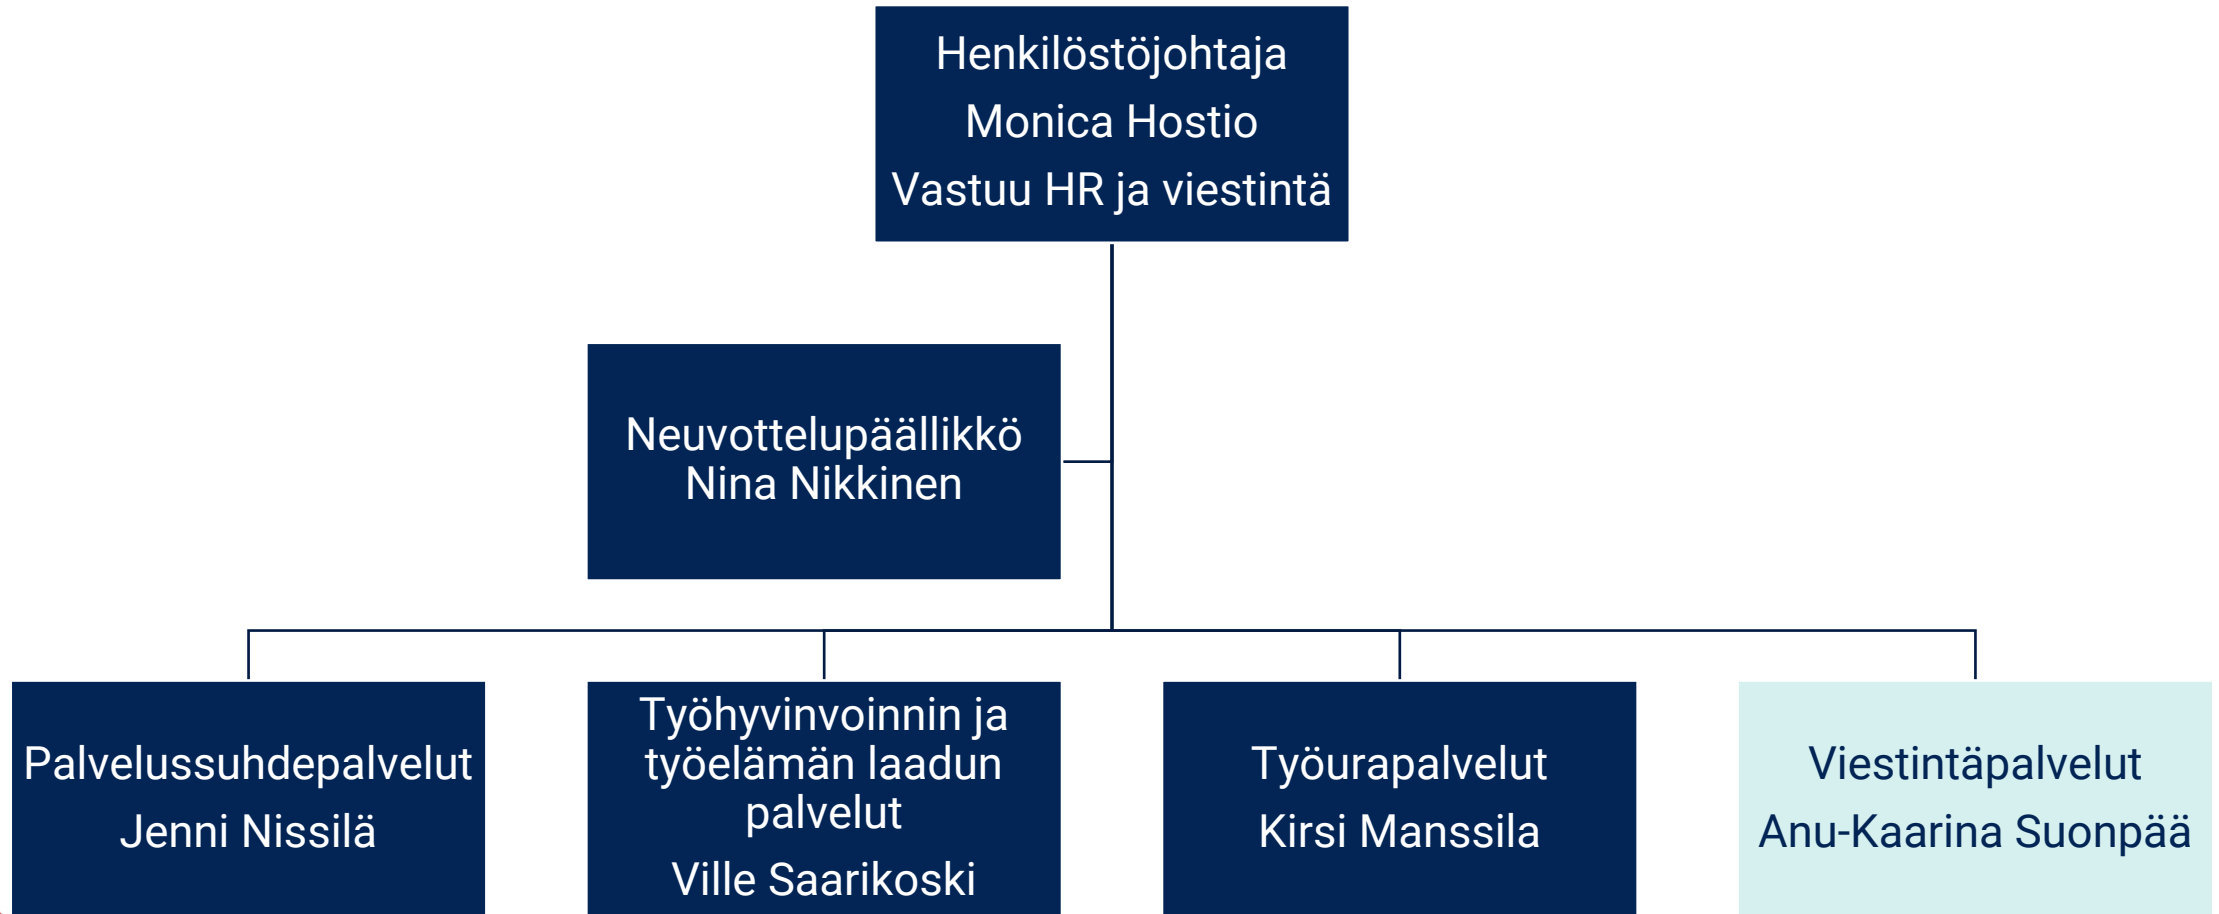 Henkilöstöjohtaja
Monica Hostio
Vastuu HR ja viestintä
Neuvottelupäällikkö
Nina Nikkinen
Palvelussuhdepalvelut
Jenni Nissilä
Työhyvinvoinnin ja
työelämän laadun
palvelut
Ville Saarikoski
Työurapalvelut
Kirsi Manssila
Viestintäpalvelut
Anu-Kaarina Suonpää